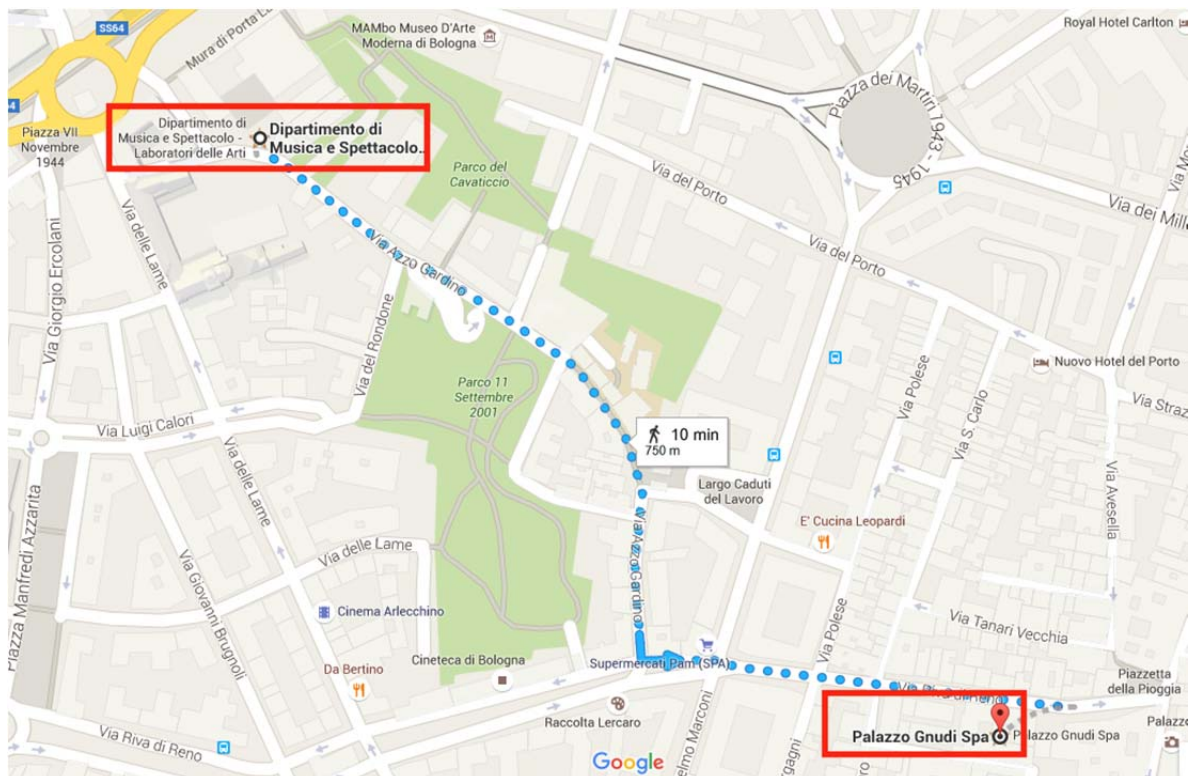 SS64
MAMbo Museo D'Arte
Moderna di Bologna
Royal Hotel Carlton
Mura di Porta La
Piazza dei Martiri 1943 - 1945
Piazza VII
Novembre
1944
Dipartimento di
Musica e Spettacolo -
Laboratori delle Arti
Dipartimento di
Musica e Spettacolo..
Parco del
Cavaticcio
Via del Porto
Via dei Mille
Via del Porto
Via Giorgio Ercolani
Via delle Lame
Via Azzo Gardino
Via del Rondone
Nuovo Hotel del Porto
Parco 11
Settembre
2001
Via Polese
Via S. Carlo
Via Straz
Via Luigi Calori
10 min
750 m
Largo Caduti
del Lavoro
Via Avesella
Via delle Lame
E' Cucina Leopardi
Via delle Lame
Via Azzo Gardino
Piazza Manfredi Azzarita
Via Giovanni Brugnoli
Cinema Arlecchino
Via Polese
Via Tanari Vecchia
Da Bertino
Cineteca di Bologna
Supermercati Pam (SPA)
Piazzetta
della Pioggia
Raccolta Lercaro
elmo Marconi
Palazzo Gnudi Spa
Palazzo Gnudi Spa
Palazzo
Via Riva di Reno
Google